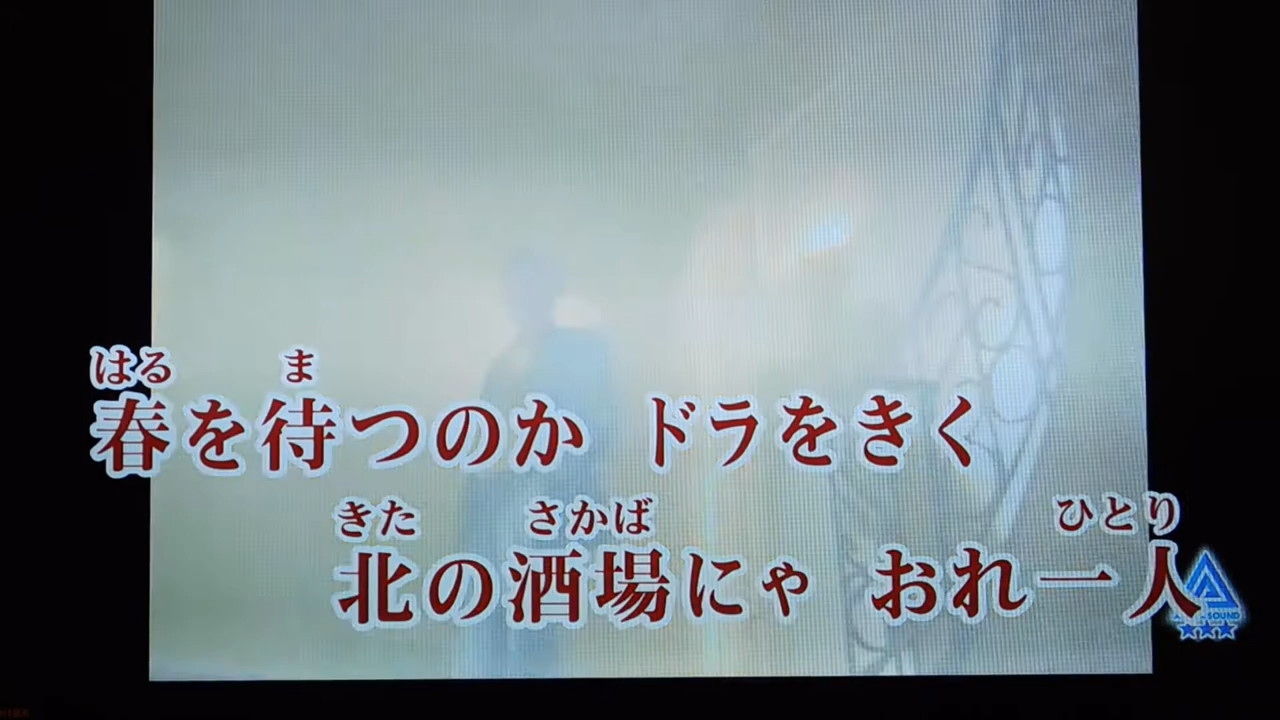 はる ま
春を待つのか ドラをきく
きた さかば ひとり
北の酒場にゃ おれ一人
SOUND